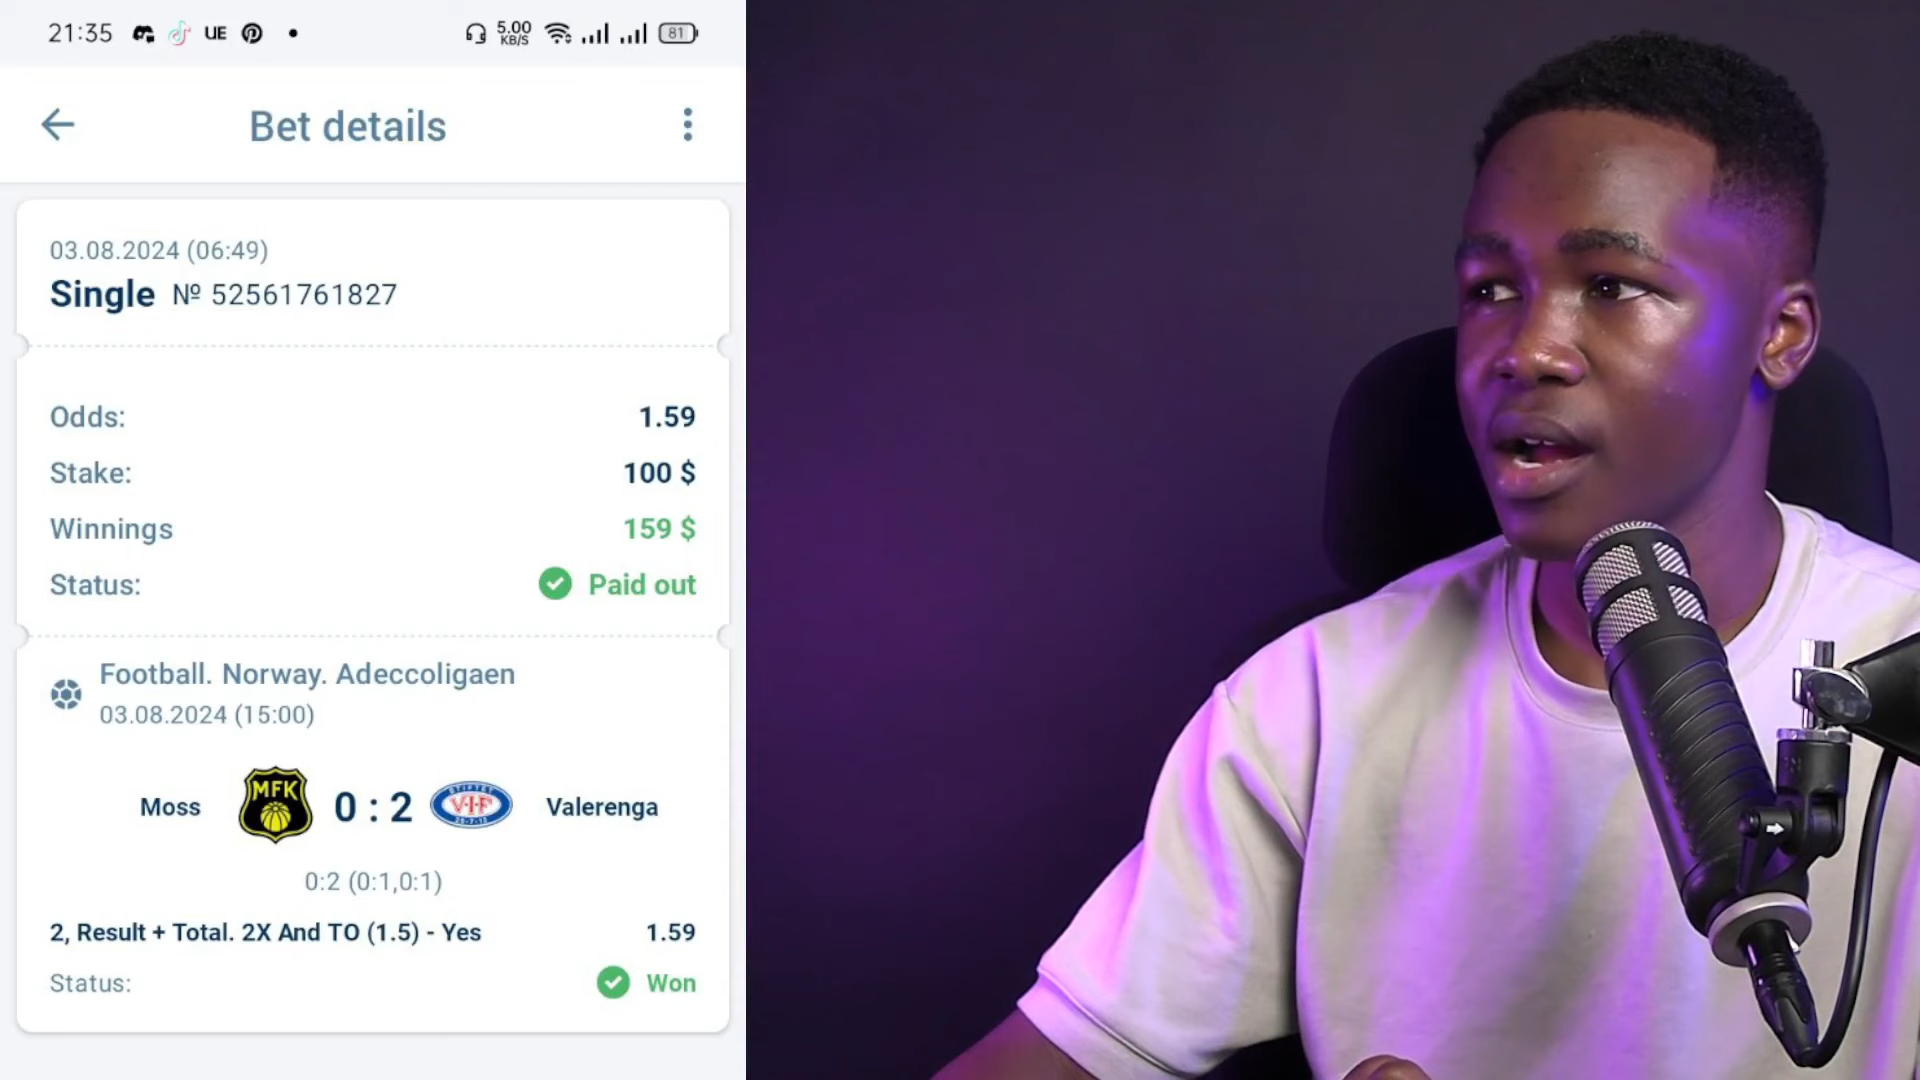 21:35 UE 5.00 KB/S 81
Bet details
03.08.2024 (06:49)
Single № 52561761827
Odds: 1.59
Stake: 100 $
Winnings 159 $
Status: Paid out
Football. Norway. Adeccoligaen
03.08.2024 (15:00)
Moss MFK 0 : 2 V·I·F Valerenga
0:2 (0:1,0:1)
2, Result + Total. 2X And TO (1.5) - Yes 1.59
Status: Won